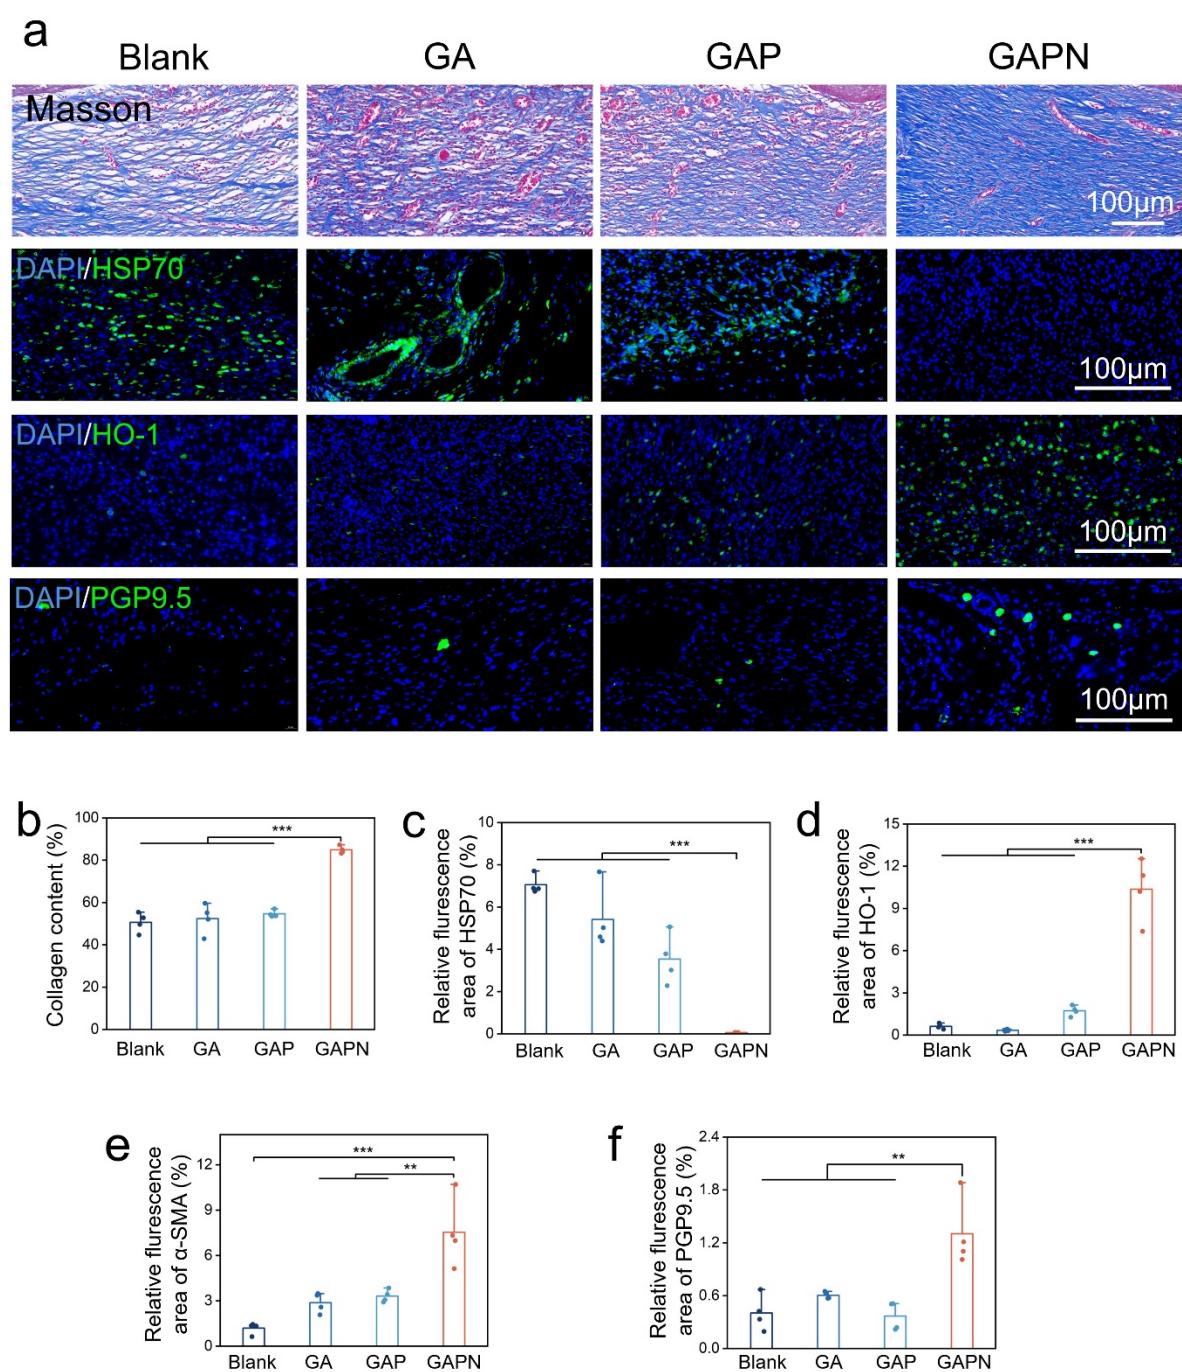 a
Blank GA GAP GAPN
Masson
100μm
DAPI/HSP70
100μm
DAPI/HO-1
100μm
DAPI/PGP9.5
100μm
b
Collagen content (%)
100
80
60
40
20
0
***
Blank GA GAP GAPN
c
Relative flurescence
area of HSP70 (%)
10
8
6
4
2
0
***
Blank GA GAP GAPN
d
Relative flurescence
area of HO-1 (%)
15
12
9
6
3
0
***
Blank GA GAP GAPN
e
Relative flurescence
area of α-SMA (%)
12
9
6
3
0
***
**
Blank GA GAP GAPN
f
Relative flurescence
area of PGP9.5 (%)
2.4
1.8
1.2
0.6
0.0
**
Blank GA GAP GAPN